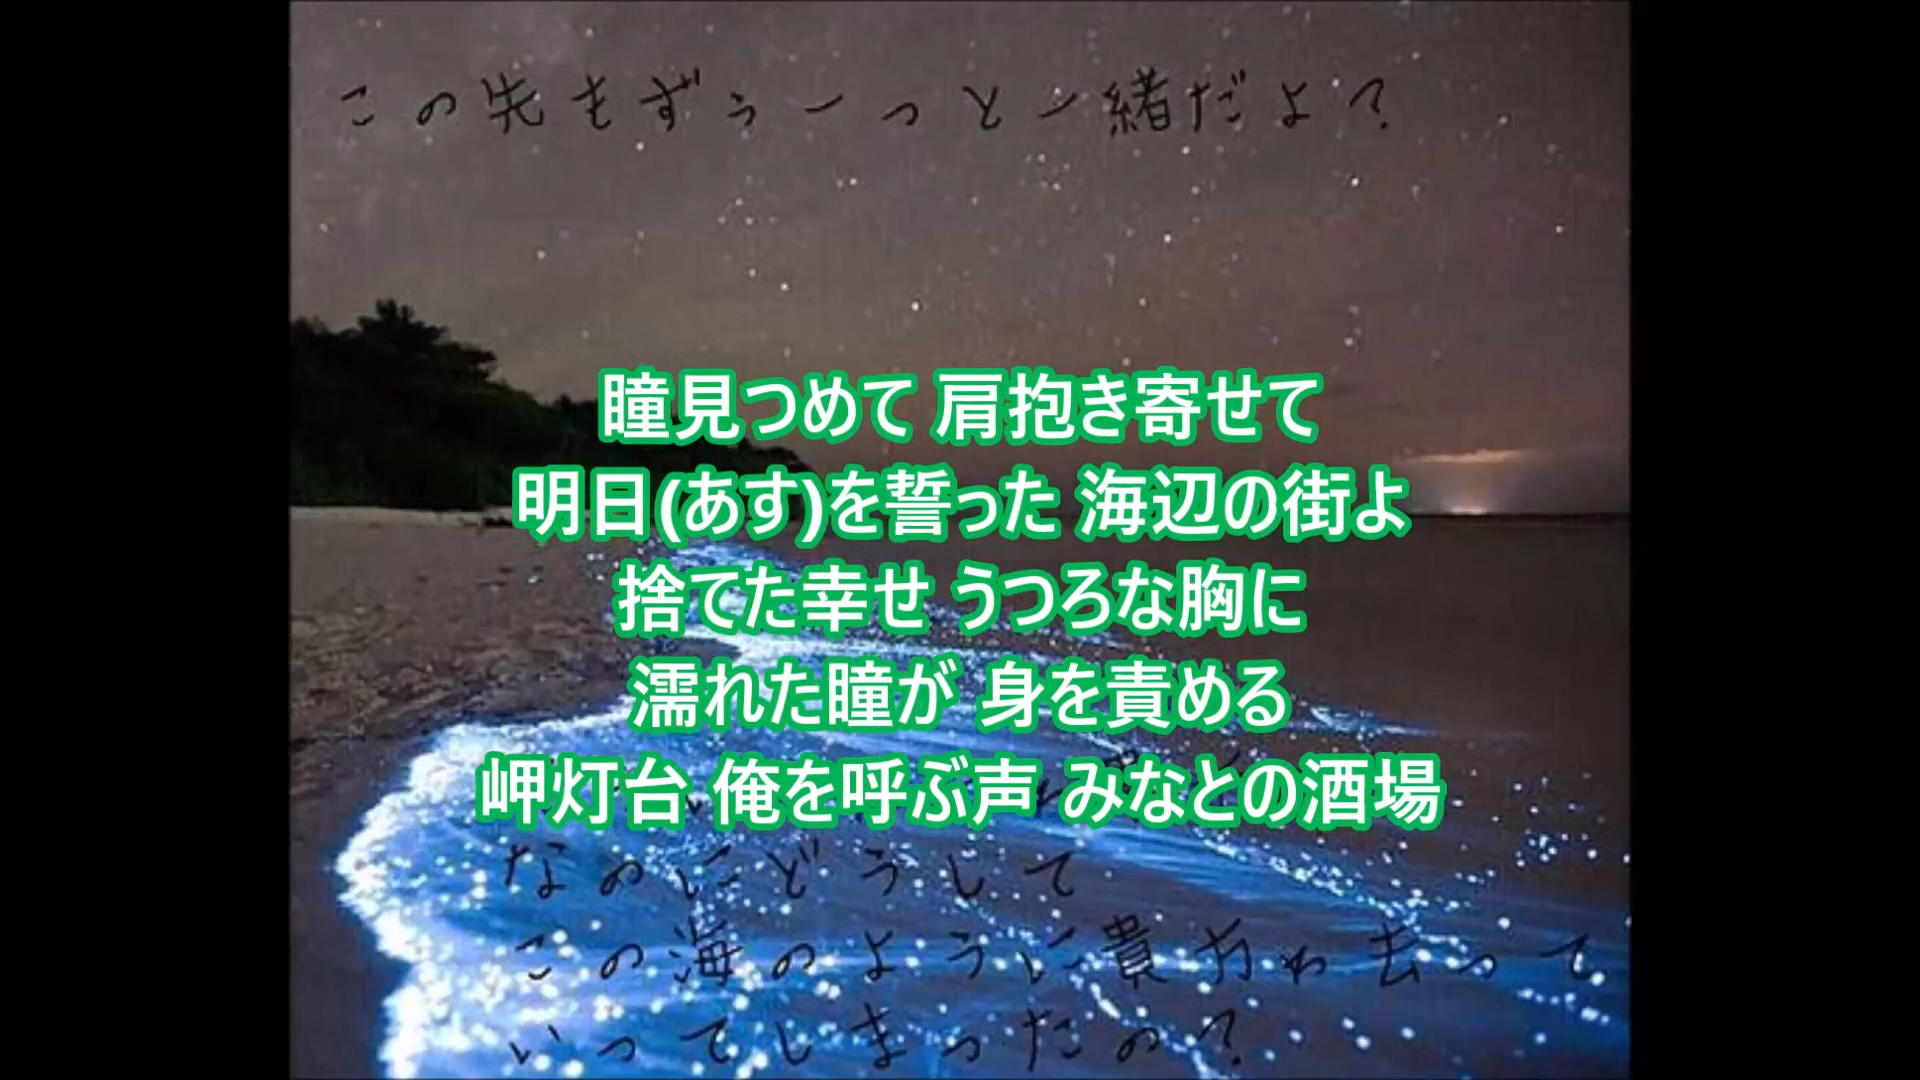 この先もずぅーっと一緒だよ?
瞳見つめて 肩抱き寄せて
明日(あす)を誓った 海辺の街よ
捨てた幸せ うつろな胸に
濡れた瞳が 身を責める
岬灯台 俺を呼ぶ声 みなとの酒場
なのにどうして
この海のように貴方わ去って
いってしまったの?